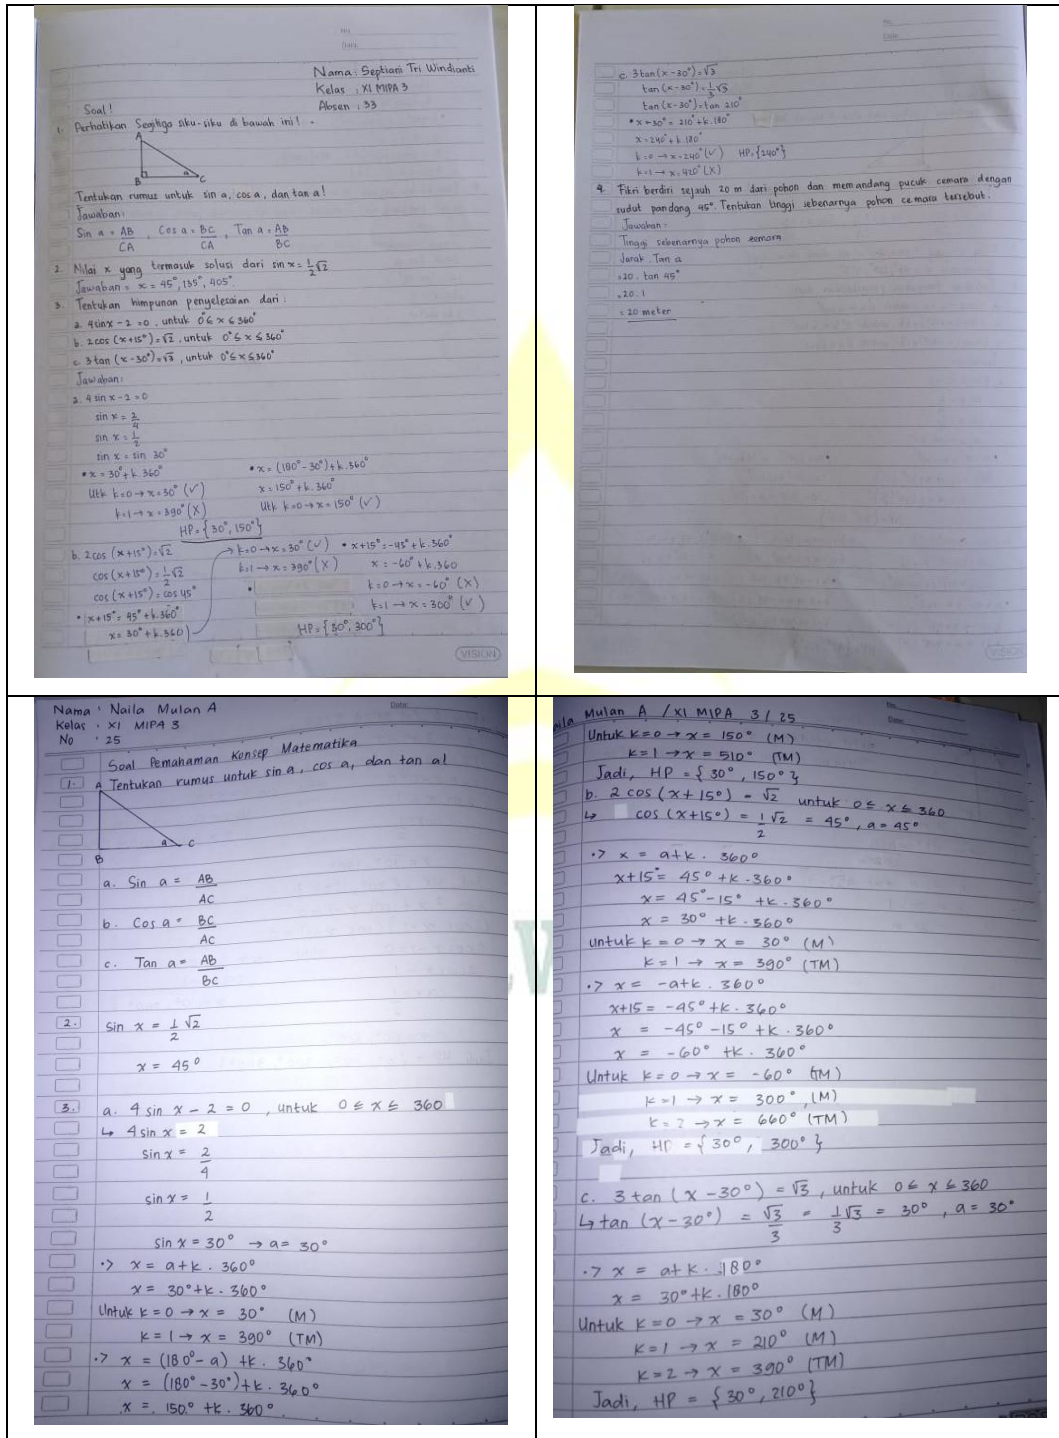 Nama : Septiani Tri Windianti
Kelas : XI MIPA 3
Absen : 33
Soal !
1. Perhatikan Segitiga siku-siku di bawah ini !
A
B
a
C
Tentukan rumus untuk sin a, cos a, dan tan a!
Jawaban :
Sin a = AB/CA , Cos a = BC/CA , Tan a = AB/BC
2. Nilai x yang termasuk solusi dari sin x = 1/2 √2
Jawaban = x = 45°, 135°, 405°
3. Tentukan himpunan penyelesaian dari :
a. 4 sin x - 2 = 0 , untuk 0° ≤ x ≤ 360°
b. 2 cos (x+15°) = √2 , untuk 0° ≤ x ≤ 360°
c. 3 tan (x - 30°) = √3 , untuk 0° ≤ x ≤ 360°
Jawaban :
a. 4 sin x - 2 = 0
sin x = 2/4
sin x = 1/2
sin x = sin 30°
• x = 30° + k. 360°
Utk k=0 → x = 30° (✓)
k=1 → x = 390° (X)
• x = (180° - 30°) + k. 360°
x = 150° + k. 360°
Utk k=0 → x = 150° (✓)
HP = { 30°, 150° }
b. 2 cos (x+15°) = √2
cos (x+15°) = 1/2 √2
cos (x+15°) = cos 45°
• x+15° = 45° + k.360°
x = 30° + k.360
→ k=0 → x = 30° (✓)
k=1 → x = 390° (X)
• x+15° = -45° + k.360°
x = -60° + k.360
k=0 → x = -60° (X)
k=1 → x = 300° (✓)
HP = { 30°, 300° }
VISION
c. 3 tan (x - 30°) = √3
tan (x - 30°) = 1/3 √3
tan (x - 30°) = tan 210°
• x - 30° = 210° + k. 180°
x = 240° + k. 180°
k=0 → x = 240° (✓) HP = {240°}
k=1 → x = 420° (X)
4. Fitri berdiri sejauh 20 m dari pohon dan memandang pucuk cemara dengan
sudut pandang 45°. Tentukan tinggi sebenarnya pohon cemara tersebut.
Jawaban :
Tinggi sebenarnya pohon cemara
Jarak . Tan a
= 20 . tan 45°
= 20 . 1
= 20 meter
VISION
Nama : Naila Mulan A
Kelas : XI MIPA 3
No : 25
Date:
Soal Pemahaman Konsep Matematika
1. Tentukan rumus untuk sin a, cos a, dan tan a!
A
a
C
B
a. Sin a = AB/AC
b. Cos a = BC/AC
c. Tan a = AB/BC
2. Sin x = 1/2 √2
x = 45°
3. a. 4 sin x - 2 = 0 , untuk 0 ≤ x ≤ 360
↳ 4 sin x = 2
Sin x = 2/4
sin x = 1/2
sin x = 30° → a = 30°
•> x = a+k . 360°
x = 30°+k . 360°
Untuk k = 0 → x = 30° (M)
k = 1 → x = 390° (TM)
•> x = (180° - a) + k. 360°
x = (180° - 30°) + k. 360°
x = 150° + k. 360°
Naila Mulan A / XI MIPA 3 / 25
Untuk k=0 → x = 150° (M)
k=1 → x = 510° (TM)
Jadi, HP = { 30°, 150° }
b. 2 cos (x + 15°) = √2 untuk 0 ≤ x ≤ 360
↳ cos (x+15°) = 1/2 √2 = 45° , a = 45°
•> x = a+k . 360°
x+15° = 45° + k . 360°
x = 45° - 15° + k . 360°
x = 30° + k . 360°
untuk k = 0 → x = 30° (M)
k = 1 → x = 390° (TM)
•> x = -a+k . 360°
x+15 = -45° + k . 360°
x = -45° - 15° + k . 360°
x = -60° + k . 360°
Untuk k = 0 → x = -60° (TM)
k = 1 → x = 300° (M)
k = 2 → x = 660° (TM)
Jadi, HP = { 30° , 300° }
c. 3 tan (x - 30°) = √3 , untuk 0 ≤ x ≤ 360
↳ tan (x - 30°) = √3/3 = 1/3 √3 = 30° , a = 30°
•> x = a+k . 180°
x = 30°+k . 180°
Untuk k = 0 → x = 30° (M)
k = 1 → x = 210° (M)
k = 2 → x = 390° (TM)
Jadi, HP = { 30° , 210° }